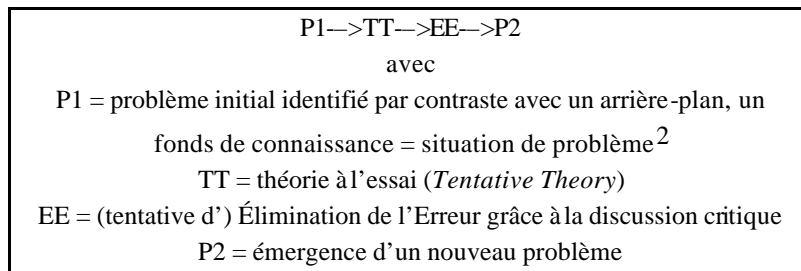 P1-–>TT-–>EE-–>P2
avec
P1 = problème initial identifié par contraste avec un arrière-plan, un
fonds de connaissance = situation de problème2
TT = théorie à l'essai (Tentative Theory)
EE = (tentative d') Élimination de l'Erreur grâce à la discussion critique
P2 = émergence d'un nouveau problème